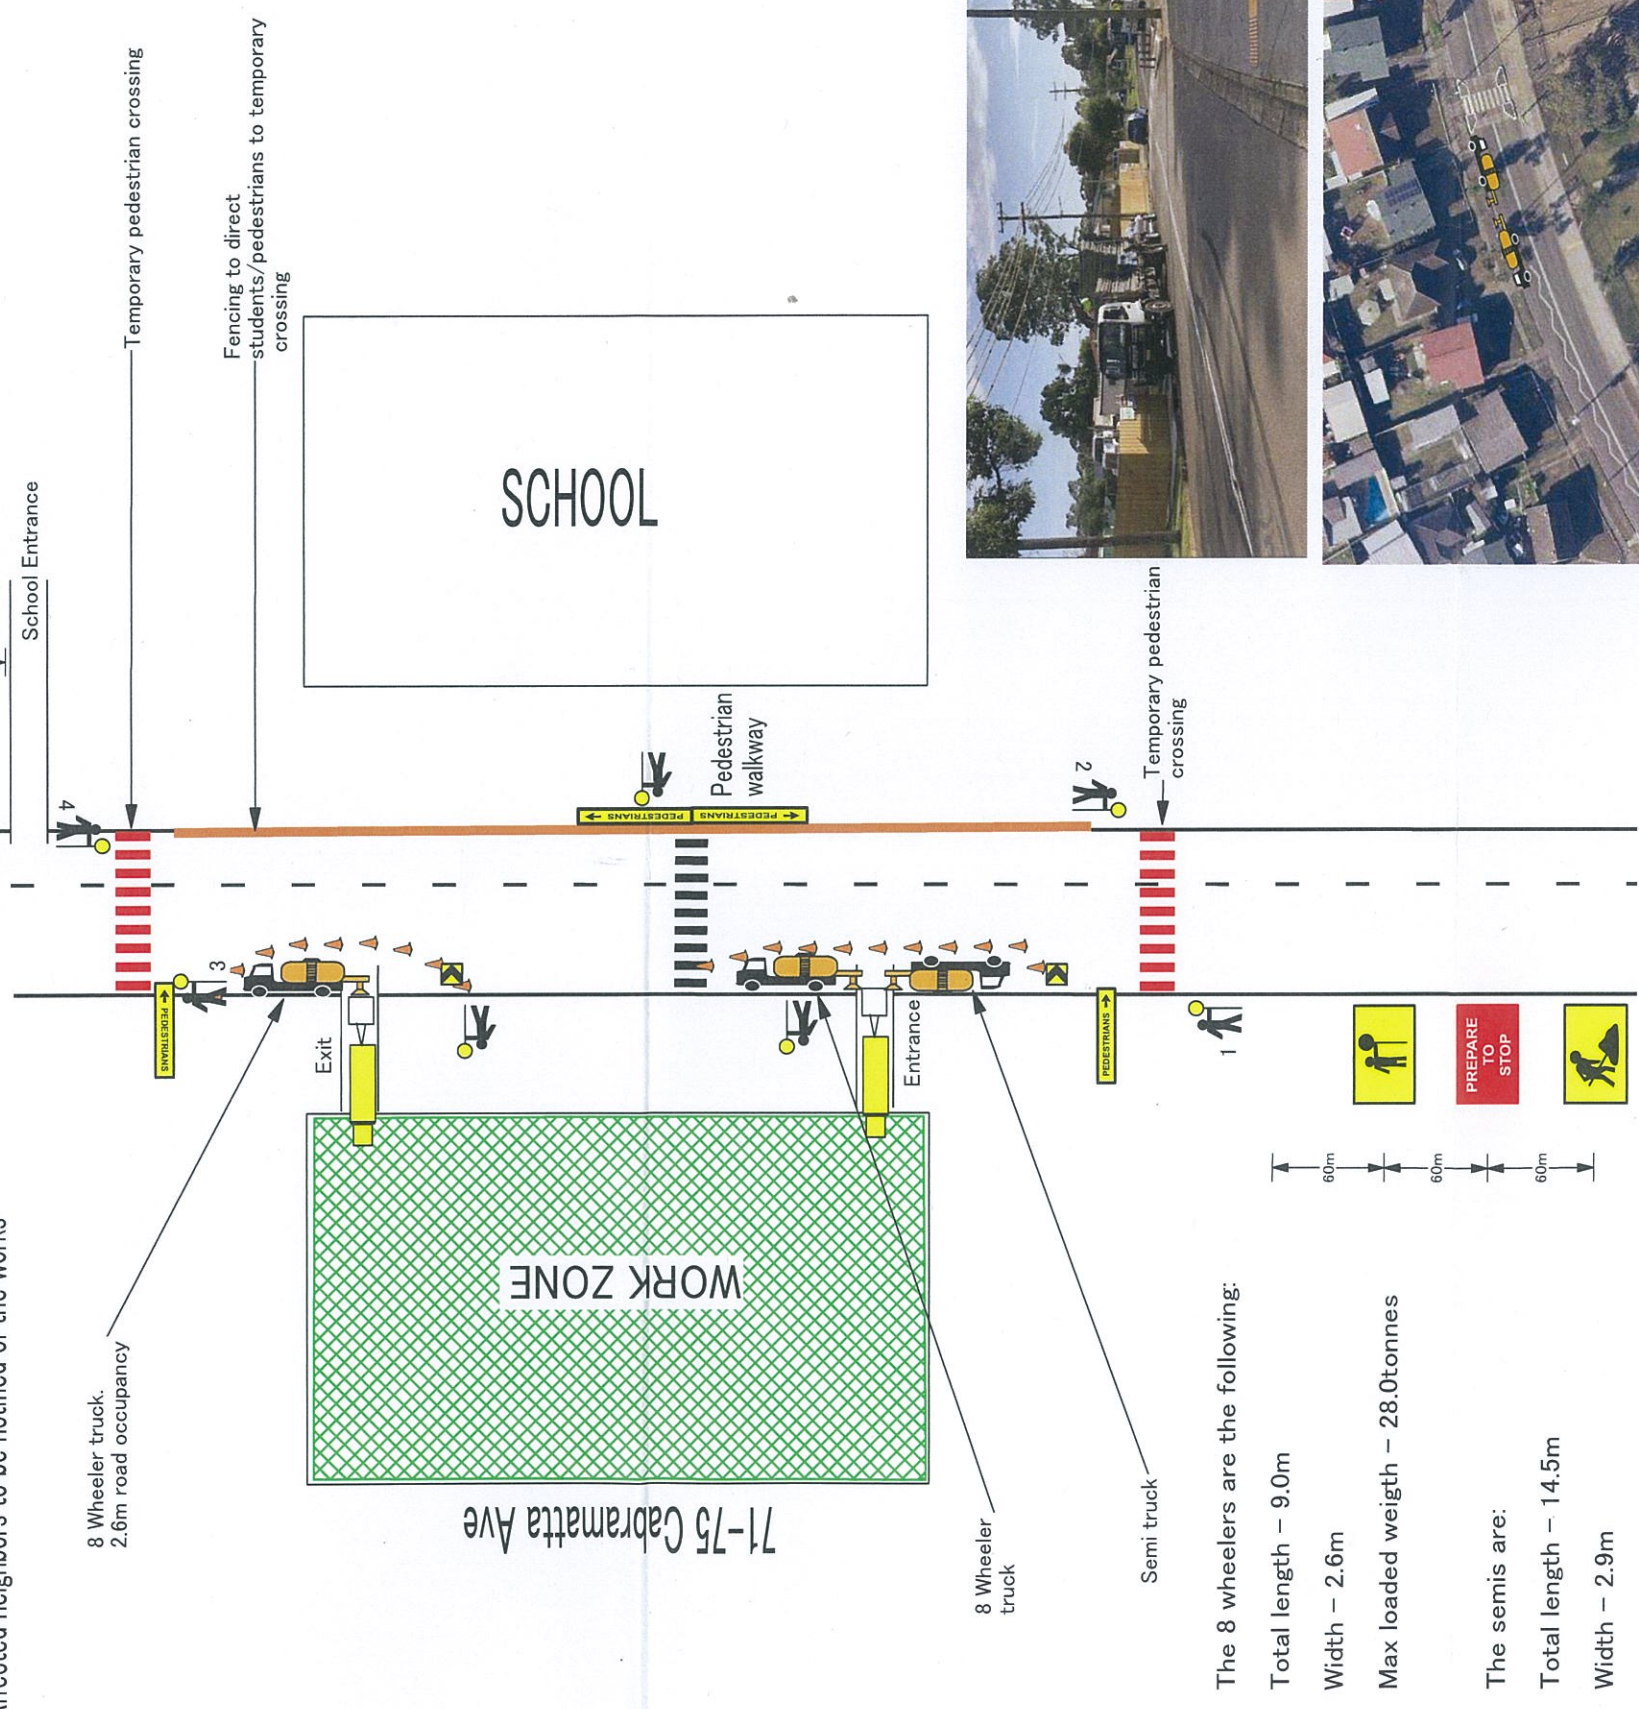 Affected neighbors to be notified of the works
School Entrance
Temporary pedestrian crossing
Fencing to direct
students/pedestrians to temporary
crossing
4
3
PEDESTRIANS
8 Wheeler truck.
2.6m road occupancy
Exit
SCHOOL
WORK ZONE
71-75 Cabramatta Ave
Pedestrian
walkway
PEDESTRIANS
PEDESTRIANS
Entrance
2
Temporary pedestrian
crossing
PEDESTRIANS
1
8 Wheeler
truck
Semi truck
PREPARE
TO
STOP
60m
60m
60m
The 8 wheelers are the following:
Total length – 9.0m
Width – 2.6m
Max loaded weigth – 28.0tonnes
The semis are:
Total length – 14.5m
Width – 2.9m